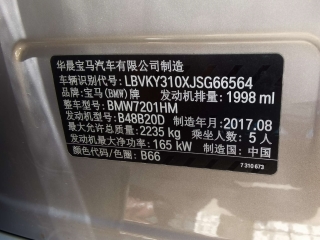 华晨宝马汽车有限公司制造
车辆识别代号: LBVKY310XJSG66564
发动机排量: 1998 ml
品牌: 宝马(BMW)牌
整车型号: BMW7201HM
发动机型号: B48B20D 制造年月: 2017.08
最大允许总质量: 2235 kg 乘坐人数: 5 人
发动机最大净功率: 165 kW 制造国: 中国
颜色代码/色圈: B66
7 310 673